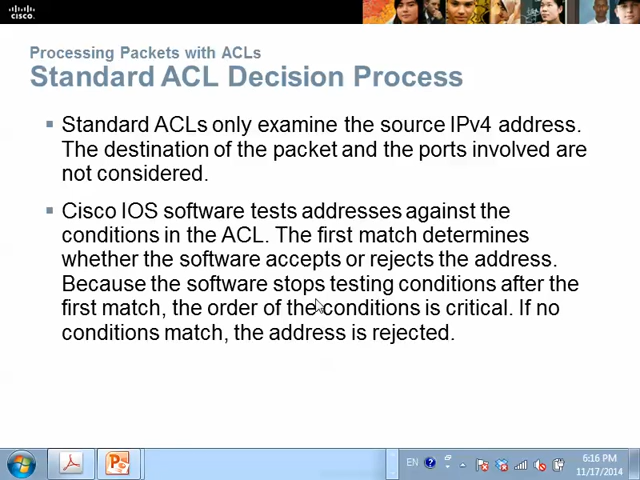 CISCO
Processing Packets with ACLs
Standard ACL Decision Process
Standard ACLs only examine the source IPv4 address.
The destination of the packet and the ports involved are
not considered.
Cisco IOS software tests addresses against the
conditions in the ACL. The first match determines
whether the software accepts or rejects the address.
Because the software stops testing conditions after the
first match, the order of the conditions is critical. If no
conditions match, the address is rejected.
EN
6:16 PM
11/17/2014